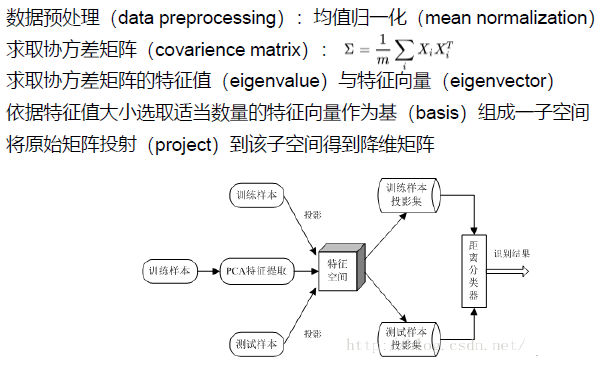 数据预处理（data preprocessing）：均值归一化（mean normalization）
求取协方差矩阵（covarience matrix）： Σ = 1/m ∑_i X_i X_i^T
求取协方差矩阵的特征值（eigenvalue）与特征向量（eigenvector）
依据特征值大小选取适当数量的特征向量作为基（basis）组成一子空间
将原始矩阵投射（project）到该子空间得到降维矩阵
训练样本
投影
训练样本
投影集
训练样本
PCA特征提取
特征
空间
距离分类器
识别结果
测试样本
投影
测试样本
投影集